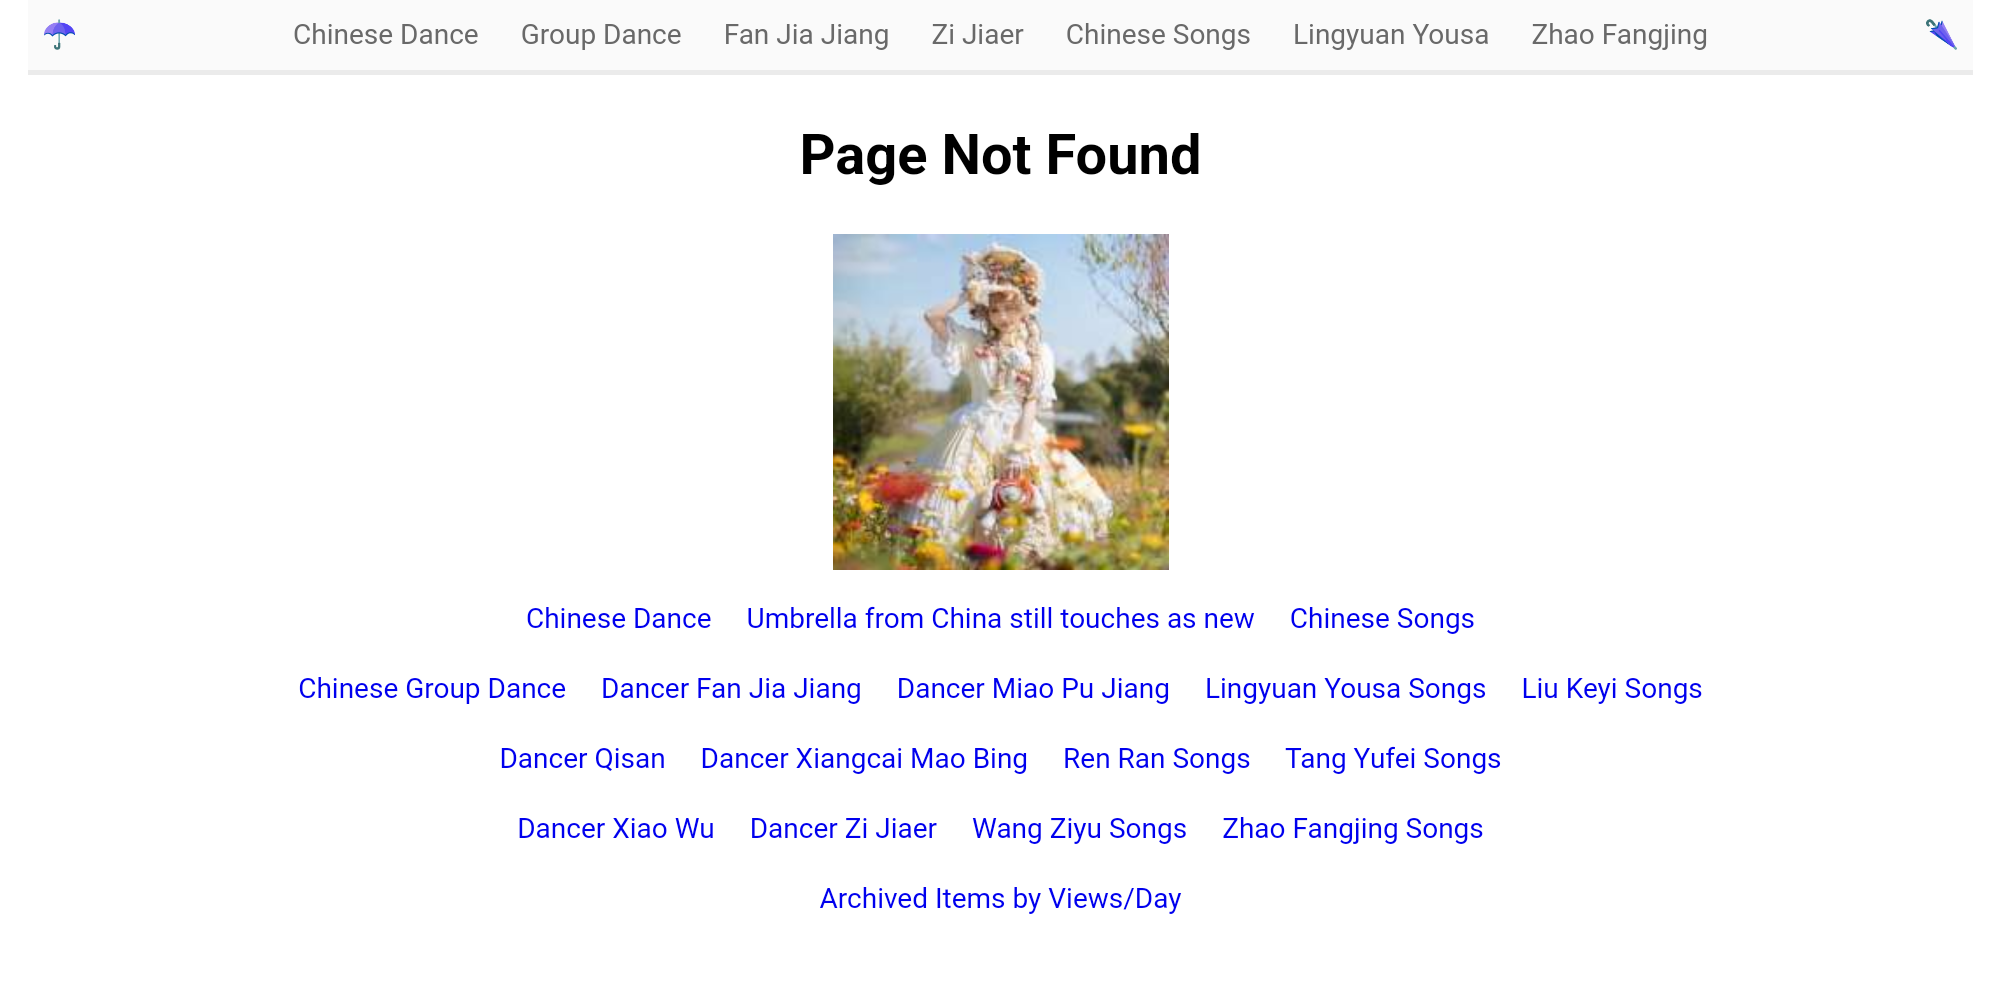 Chinese Dance Group Dance Fan Jia Jiang Zi Jiaer Chinese Songs Lingyuan Yousa Zhao Fangjing
Page Not Found
Chinese Dance Umbrella from China still touches as new Chinese Songs
Chinese Group Dance Dancer Fan Jia Jiang Dancer Miao Pu Jiang Lingyuan Yousa Songs Liu Keyi Songs
Dancer Qisan Dancer Xiangcai Mao Bing Ren Ran Songs Tang Yufei Songs
Dancer Xiao Wu Dancer Zi Jiaer Wang Ziyu Songs Zhao Fangjing Songs
Archived Items by Views/Day